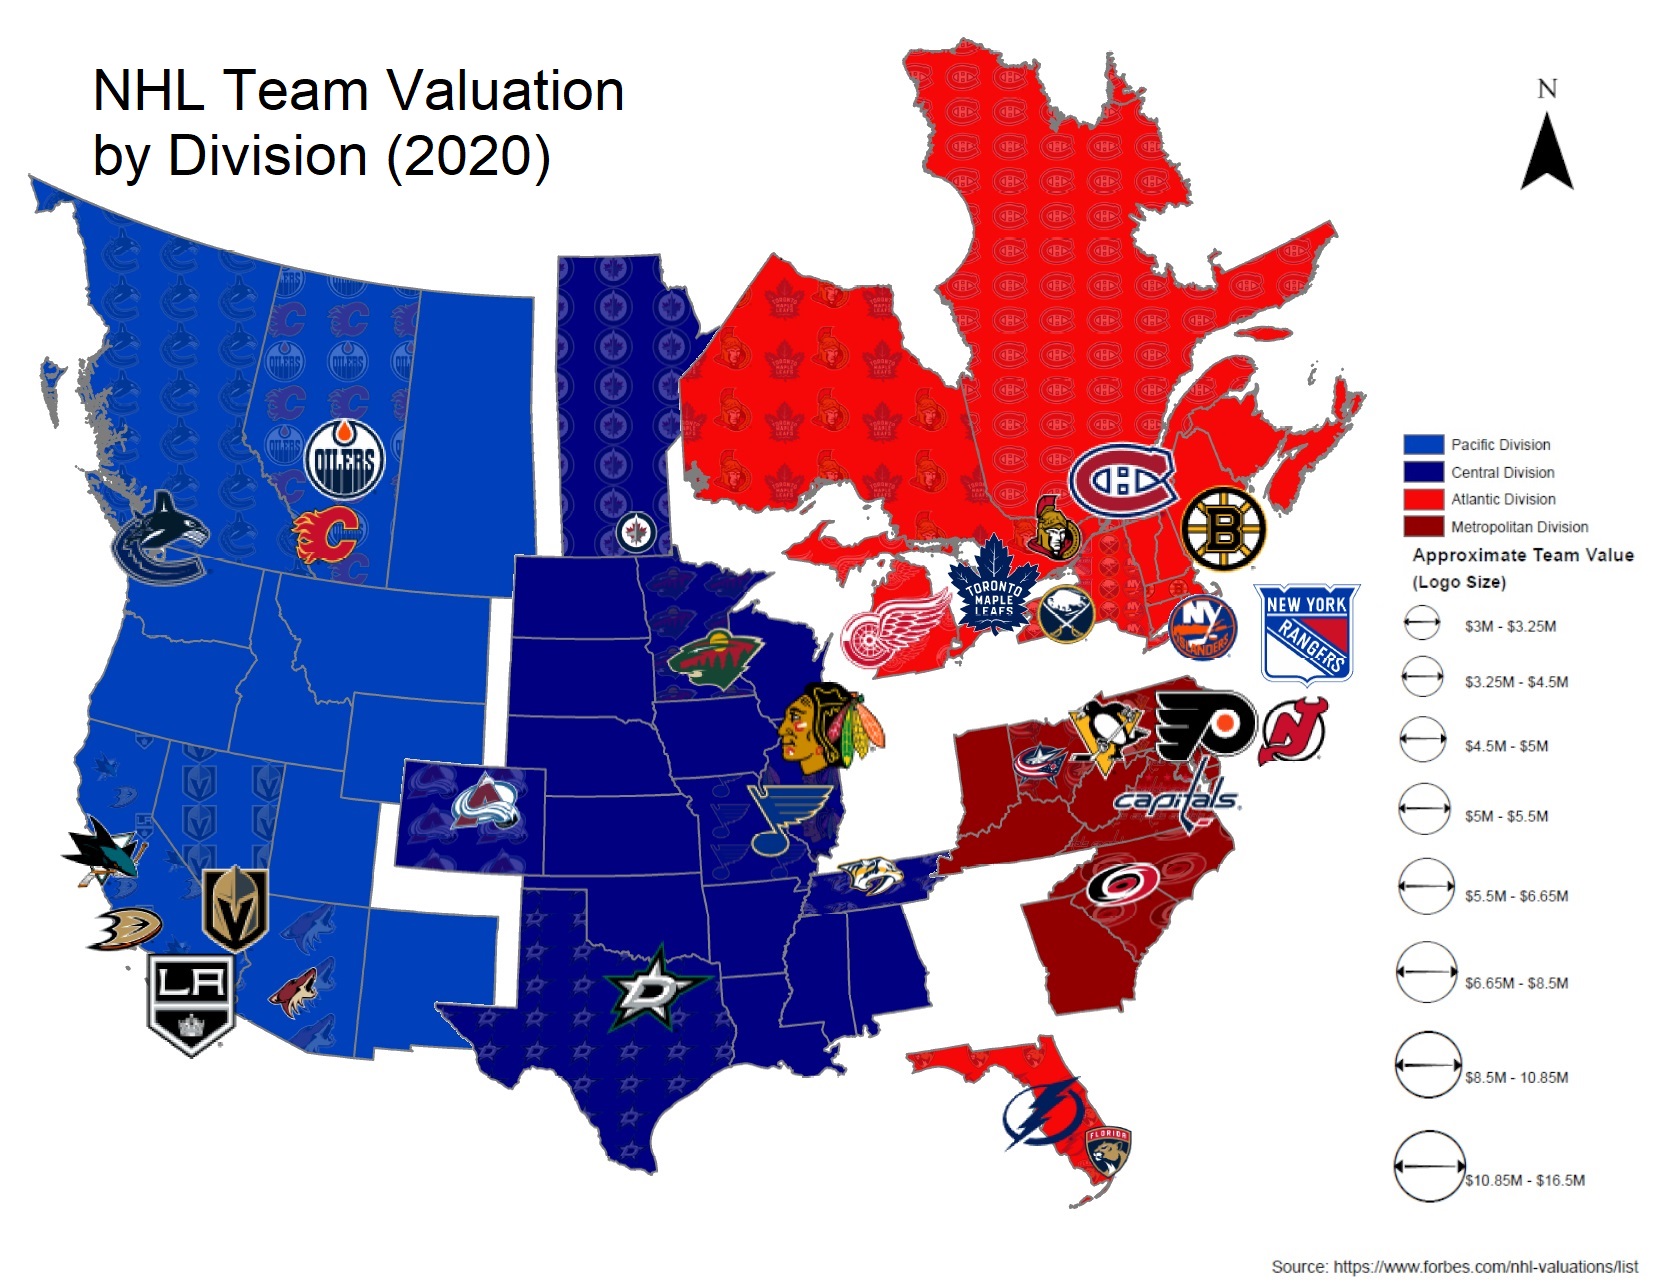 NHL Team Valuation
by Division (2020)
N
Pacific Division
Central Division
Atlantic Division
Metropolitan Division
Approximate Team Value
(Logo Size)
$3M - $3.25M
$3.25M - $4.5M
$4.5M - $5M
$5M - $5.5M
$5.5M - $6.65M
$6.65M - $8.5M
$8.5M - 10.85M
$10.85M - $16.5M
OILERS
TORONTO
MAPLE
LEAFS
B
NY
ISLANDERS
NEW YORK
RANGERS
capitals
LA
D
FLORIDA
Source: https://www.forbes.com/nhl-valuations/list